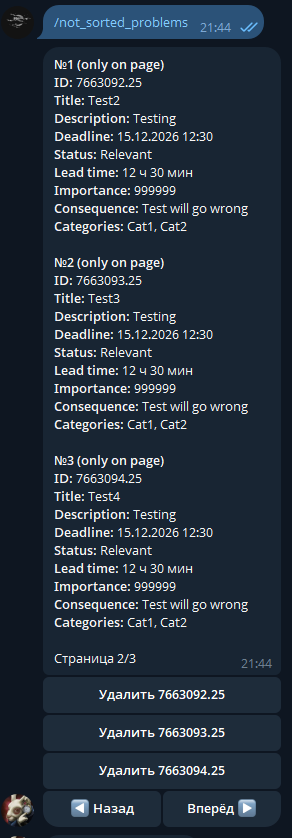 /not_sorted_problems 21:44
№1 (only on page)
ID: 7663092.25
Title: Test2
Description: Testing
Deadline: 15.12.2026 12:30
Status: Relevant
Lead time: 12 ч 30 мин
Importance: 999999
Consequence: Test will go wrong
Categories: Cat1, Cat2
№2 (only on page)
ID: 7663093.25
Title: Test3
Description: Testing
Deadline: 15.12.2026 12:30
Status: Relevant
Lead time: 12 ч 30 мин
Importance: 999999
Consequence: Test will go wrong
Categories: Cat1, Cat2
№3 (only on page)
ID: 7663094.25
Title: Test4
Description: Testing
Deadline: 15.12.2026 12:30
Status: Relevant
Lead time: 12 ч 30 мин
Importance: 999999
Consequence: Test will go wrong
Categories: Cat1, Cat2
Страница 2/3
21:44
Удалить 7663092.25
Удалить 7663093.25
Удалить 7663094.25
◀️ Назад
Вперёд ▶️